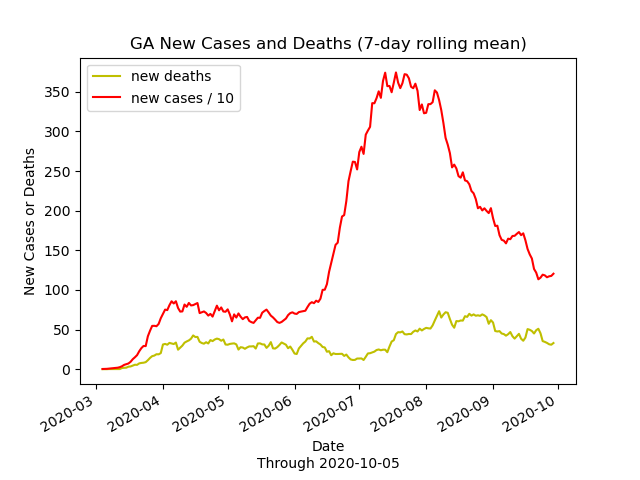 GA New Cases and Deaths (7-day rolling mean)
new deaths
new cases / 10
350
300
250
200
150
100
50
0
New Cases or Deaths
2020-03
2020-04
2020-05
2020-06
2020-07
2020-08
2020-09
2020-10
Date
Through 2020-10-05